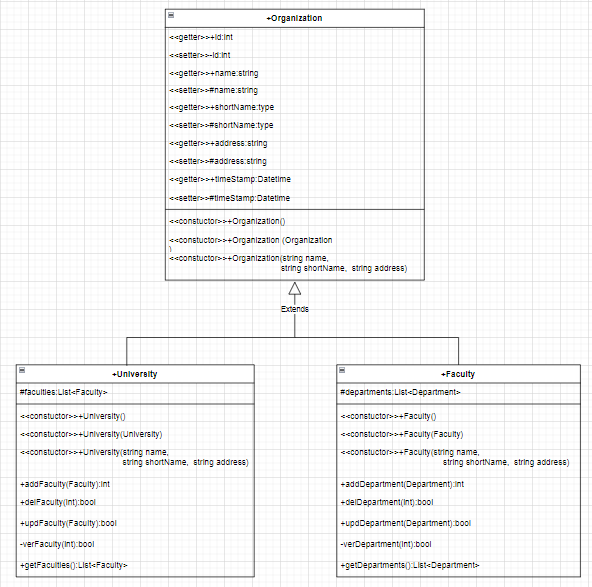 +Organization
<<getter>>+id:int
<<setter>>-id:int
<<getter>>+name:string
<<setter>>#name:string
<<getter>>+shortName:type
<<setter>>#shortName:type
<<getter>>+address:string
<<setter>>#address:string
<<getter>>+timeStamp:Datetime
<<setter>>#timeStamp:Datetime
<<constuctor>>+Organization()
<<constuctor>>+Organization (Organization
)
<<constuctor>>+Organization(string name,
string shortName, string address)
Extends
+University
#faculties:List<Faculty>
<<constuctor>>+University()
<<constuctor>>+University(University)
<<constuctor>>+University(string name,
string shortName, string address)
+addFaculty(Faculty):int
+delFaculty(int):bool
+updFaculty(Faculty):bool
-verFaculty(int):bool
+getFaculties():List<Faculty>
+Faculty
#departments:List<Department>
<<constuctor>>+Faculty()
<<constuctor>>+Faculty(Faculty)
<<constuctor>>+Faculty(string name,
string shortName, string address)
+addDepartment(Department):int
+delDepartment(int):bool
+updDepartment(Department):bool
-verDepartment(int):bool
+getDepartments():List<Department>